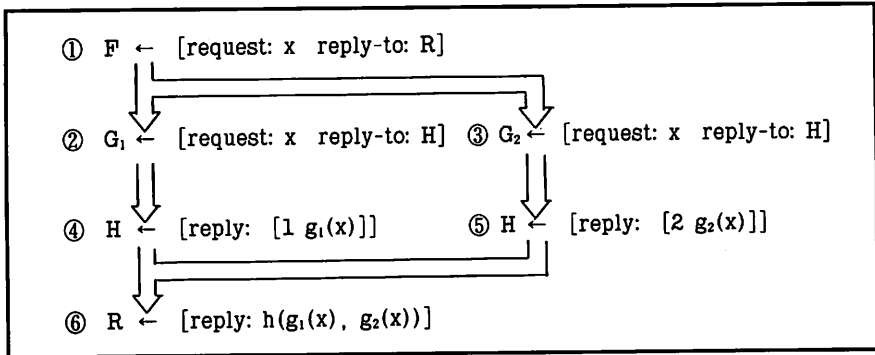 ① F ← [request: x reply-to: R]
② G₁ ← [request: x reply-to: H] ③ G₂ ← [request: x reply-to: H]
④ H ← [reply: [1 g₁(x)]] ⑤ H ← [reply: [2 g₂(x)]]
⑥ R ← [reply: h(g₁(x), g₂(x))]